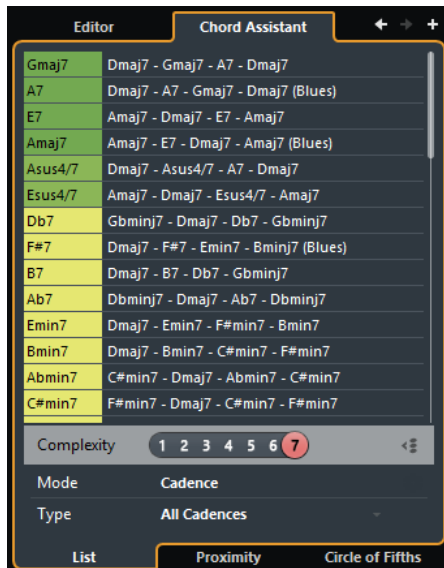 Editor Chord Assistant
Gmaj7 Dmaj7 - Gmaj7 - A7 - Dmaj7
A7 Dmaj7 - A7 - Gmaj7 - Dmaj7 (Blues)
E7 Amaj7 - Dmaj7 - E7 - Amaj7
Amaj7 Amaj7 - E7 - Dmaj7 - Amaj7 (Blues)
Asus4/7 Dmaj7 - Asus4/7 - A7 - Dmaj7
Esus4/7 Amaj7 - Dmaj7 - Esus4/7 - Amaj7
Db7 Gbminj7 - Dmaj7 - Db7 - Gbminj7
F#7 Dmaj7 - F#7 - Emin7 - Bminj7 (Blues)
B7 Dmaj7 - B7 - Db7 - Gbminj7
Ab7 Dbminj7 - Dmaj7 - Ab7 - Dbminj7
Emin7 Dmaj7 - Emin7 - F#min7 - Bmin7
Bmin7 Dmaj7 - Bmin7 - C#min7 - F#min7
Abmin7 C#min7 - Dmaj7 - Abmin7 - C#min7
C#min7 F#min7 - Dmaj7 - C#min7 - F#min7
Complexity 1 2 3 4 5 6 7
Mode Cadence
Type All Cadences
List Proximity Circle of Fifths